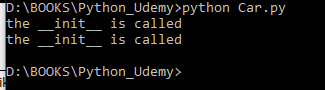 D:\BOOKS\Python_Udemy>python Car.py
the __init__ is called
the __init__ is called
D:\BOOKS\Python_Udemy>